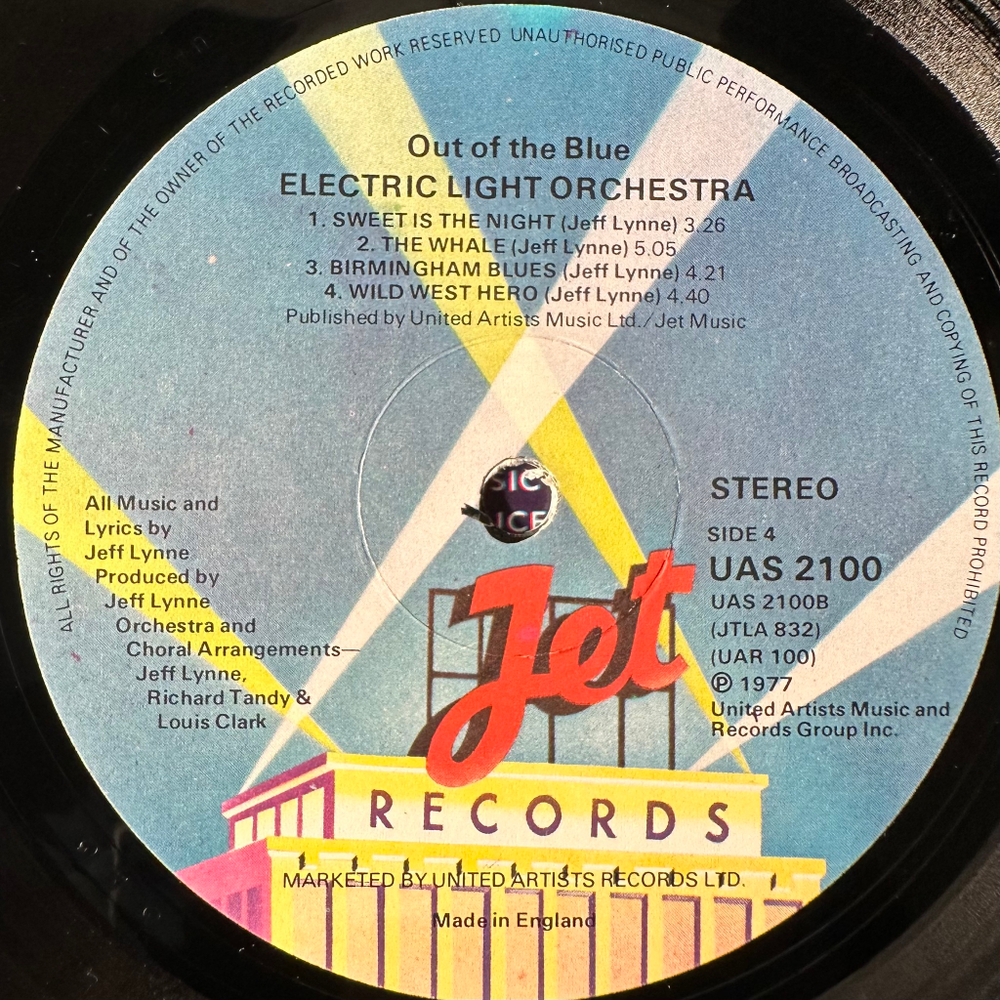 ALL RIGHTS OF THE MANUFACTURER AND OF THE OWNER OF THE RECORDED WORK RESERVED UNAUTHORISED PUBLIC PERFORMANCE BROADCASTING AND COPYING OF THIS RECORD PROHIBITED
Out of the Blue
ELECTRIC LIGHT ORCHESTRA
1. SWEET IS THE NIGHT (Jeff Lynne) 3.26
2. THE WHALE (Jeff Lynne) 5.05
3. BIRMINGHAM BLUES (Jeff Lynne) 4.21
4. WILD WEST HERO (Jeff Lynne) 4.40
Published by United Artists Music Ltd./Jet Music
All Music and
Lyrics by
Jeff Lynne
Produced by
Jeff Lynne
Orchestra and
Choral Arrangements—
Jeff Lynne,
Richard Tandy &
Louis Clark
STEREO
SIDE 4
UAS 2100
UAS 2100B
(JTLA 832)
(UAR 100)
℗ 1977
United Artists Music and
Records Group Inc.
Jet
RECORDS
MARKETED BY UNITED ARTISTS RECORDS LTD.
Made in England